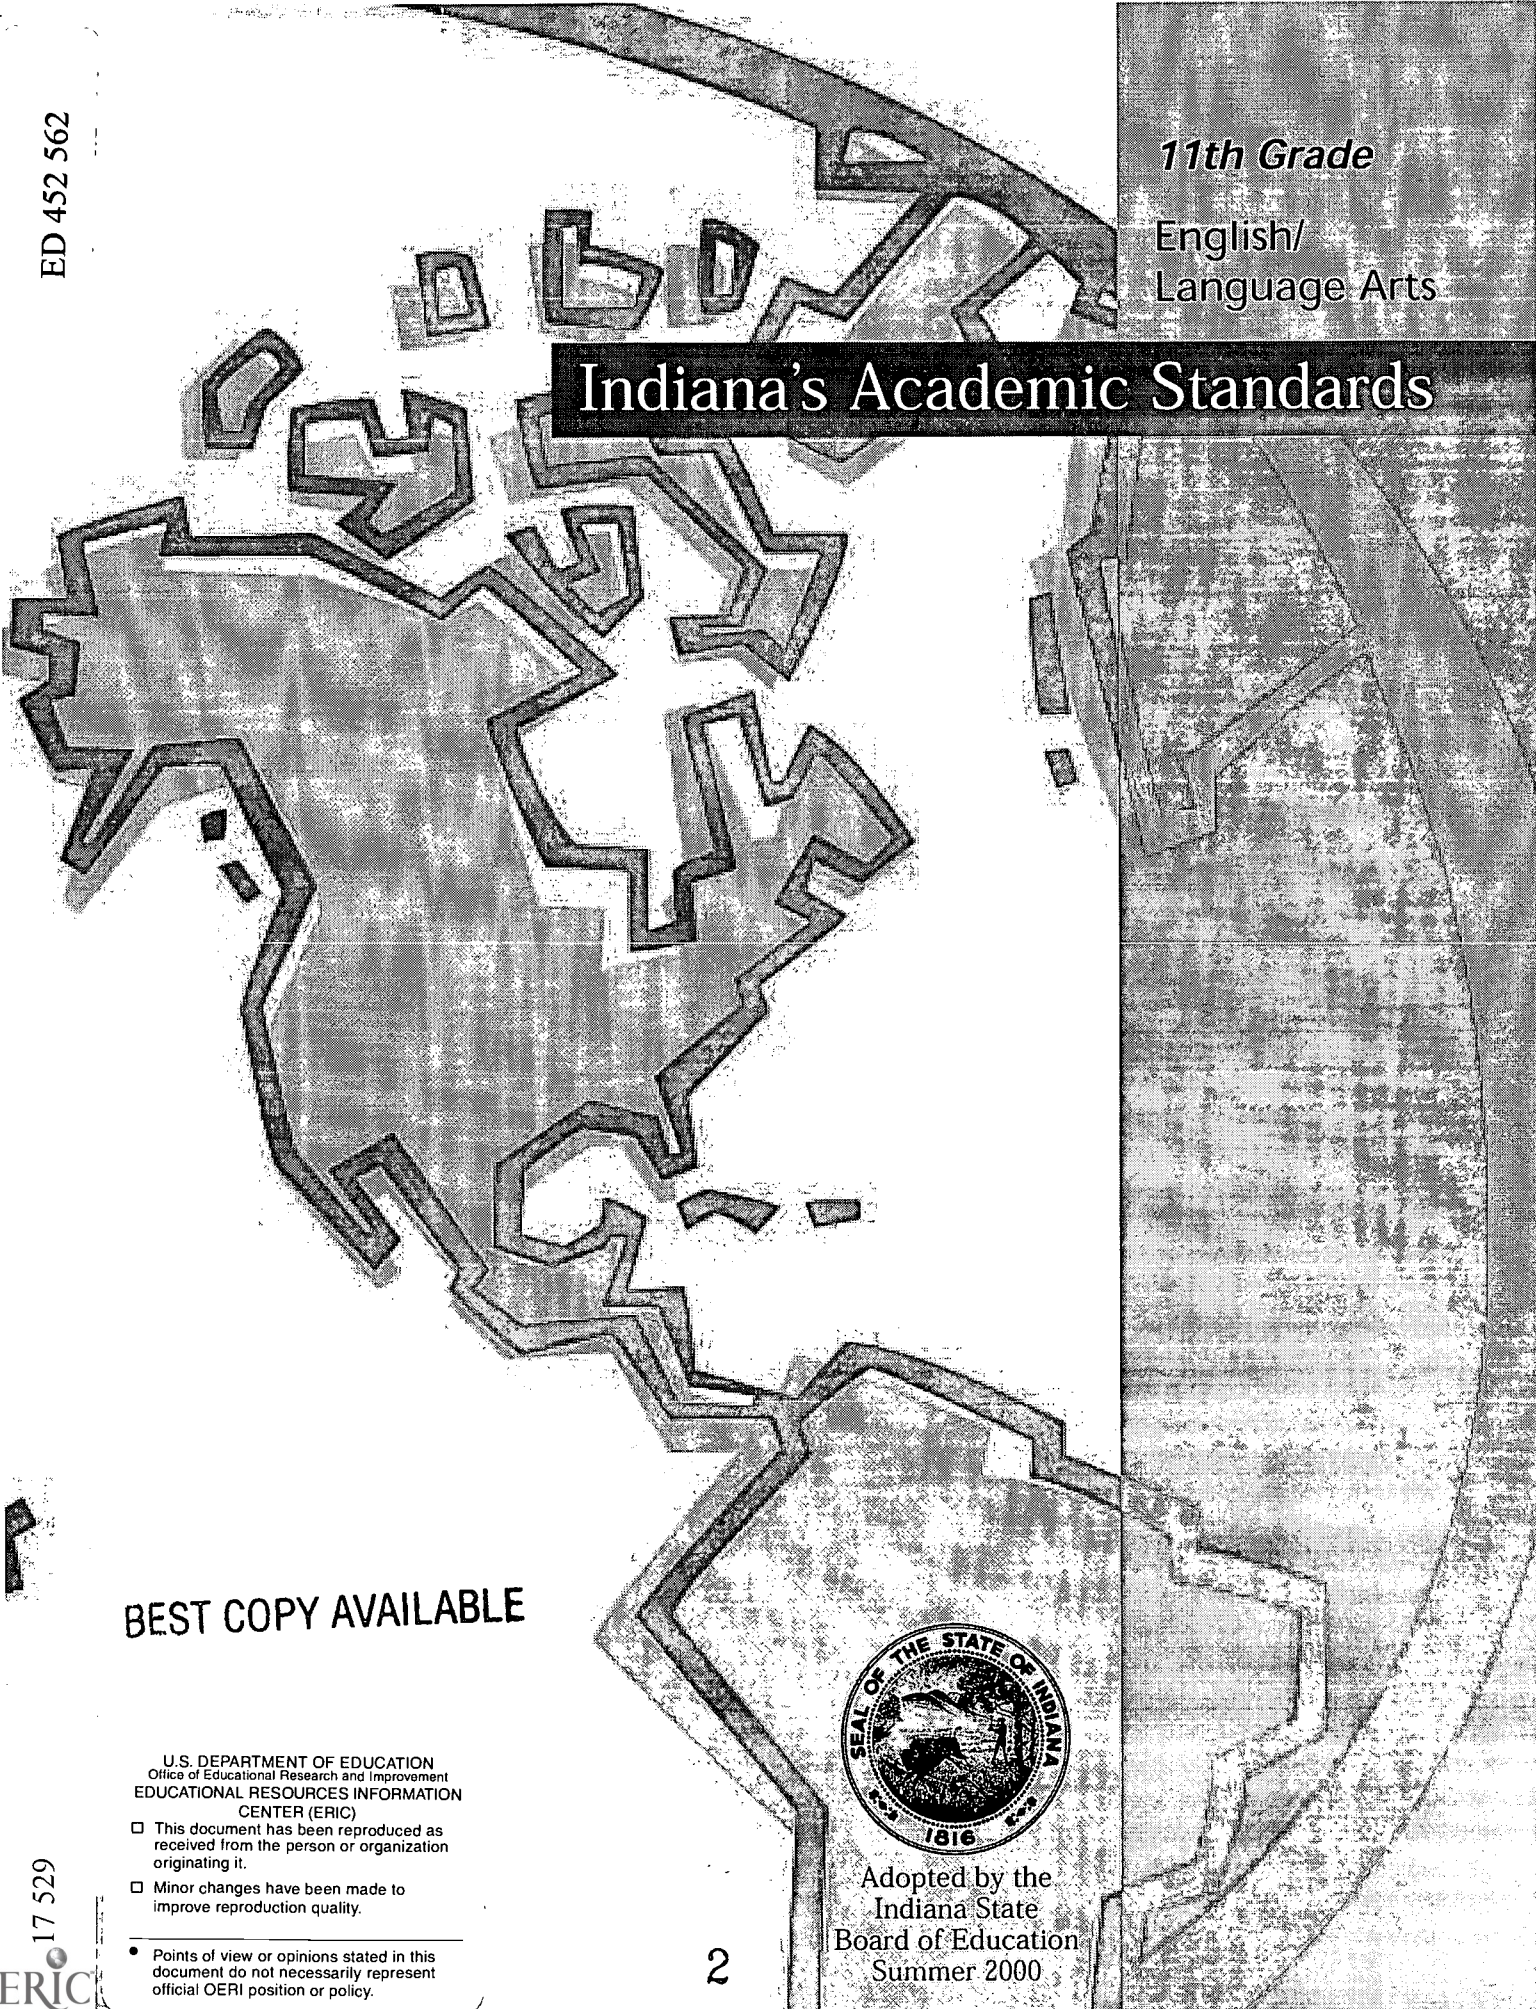 ED 452 562
11th Grade
English/
Language Arts
Indiana's Academic Standards
BEST COPY AVAILABLE
SEAL OF THE STATE OF INDIANA
1816
Adopted by the
Indiana State
Board of Education
Summer 2000
U.S. DEPARTMENT OF EDUCATION
Office of Educational Research and Improvement
EDUCATIONAL RESOURCES INFORMATION
CENTER (ERIC)
□ This document has been reproduced as
received from the person or organization
originating it.
□ Minor changes have been made to
improve reproduction quality.
• Points of view or opinions stated in this
document do not necessarily represent
official OERI position or policy.
17 529
ERIC
2